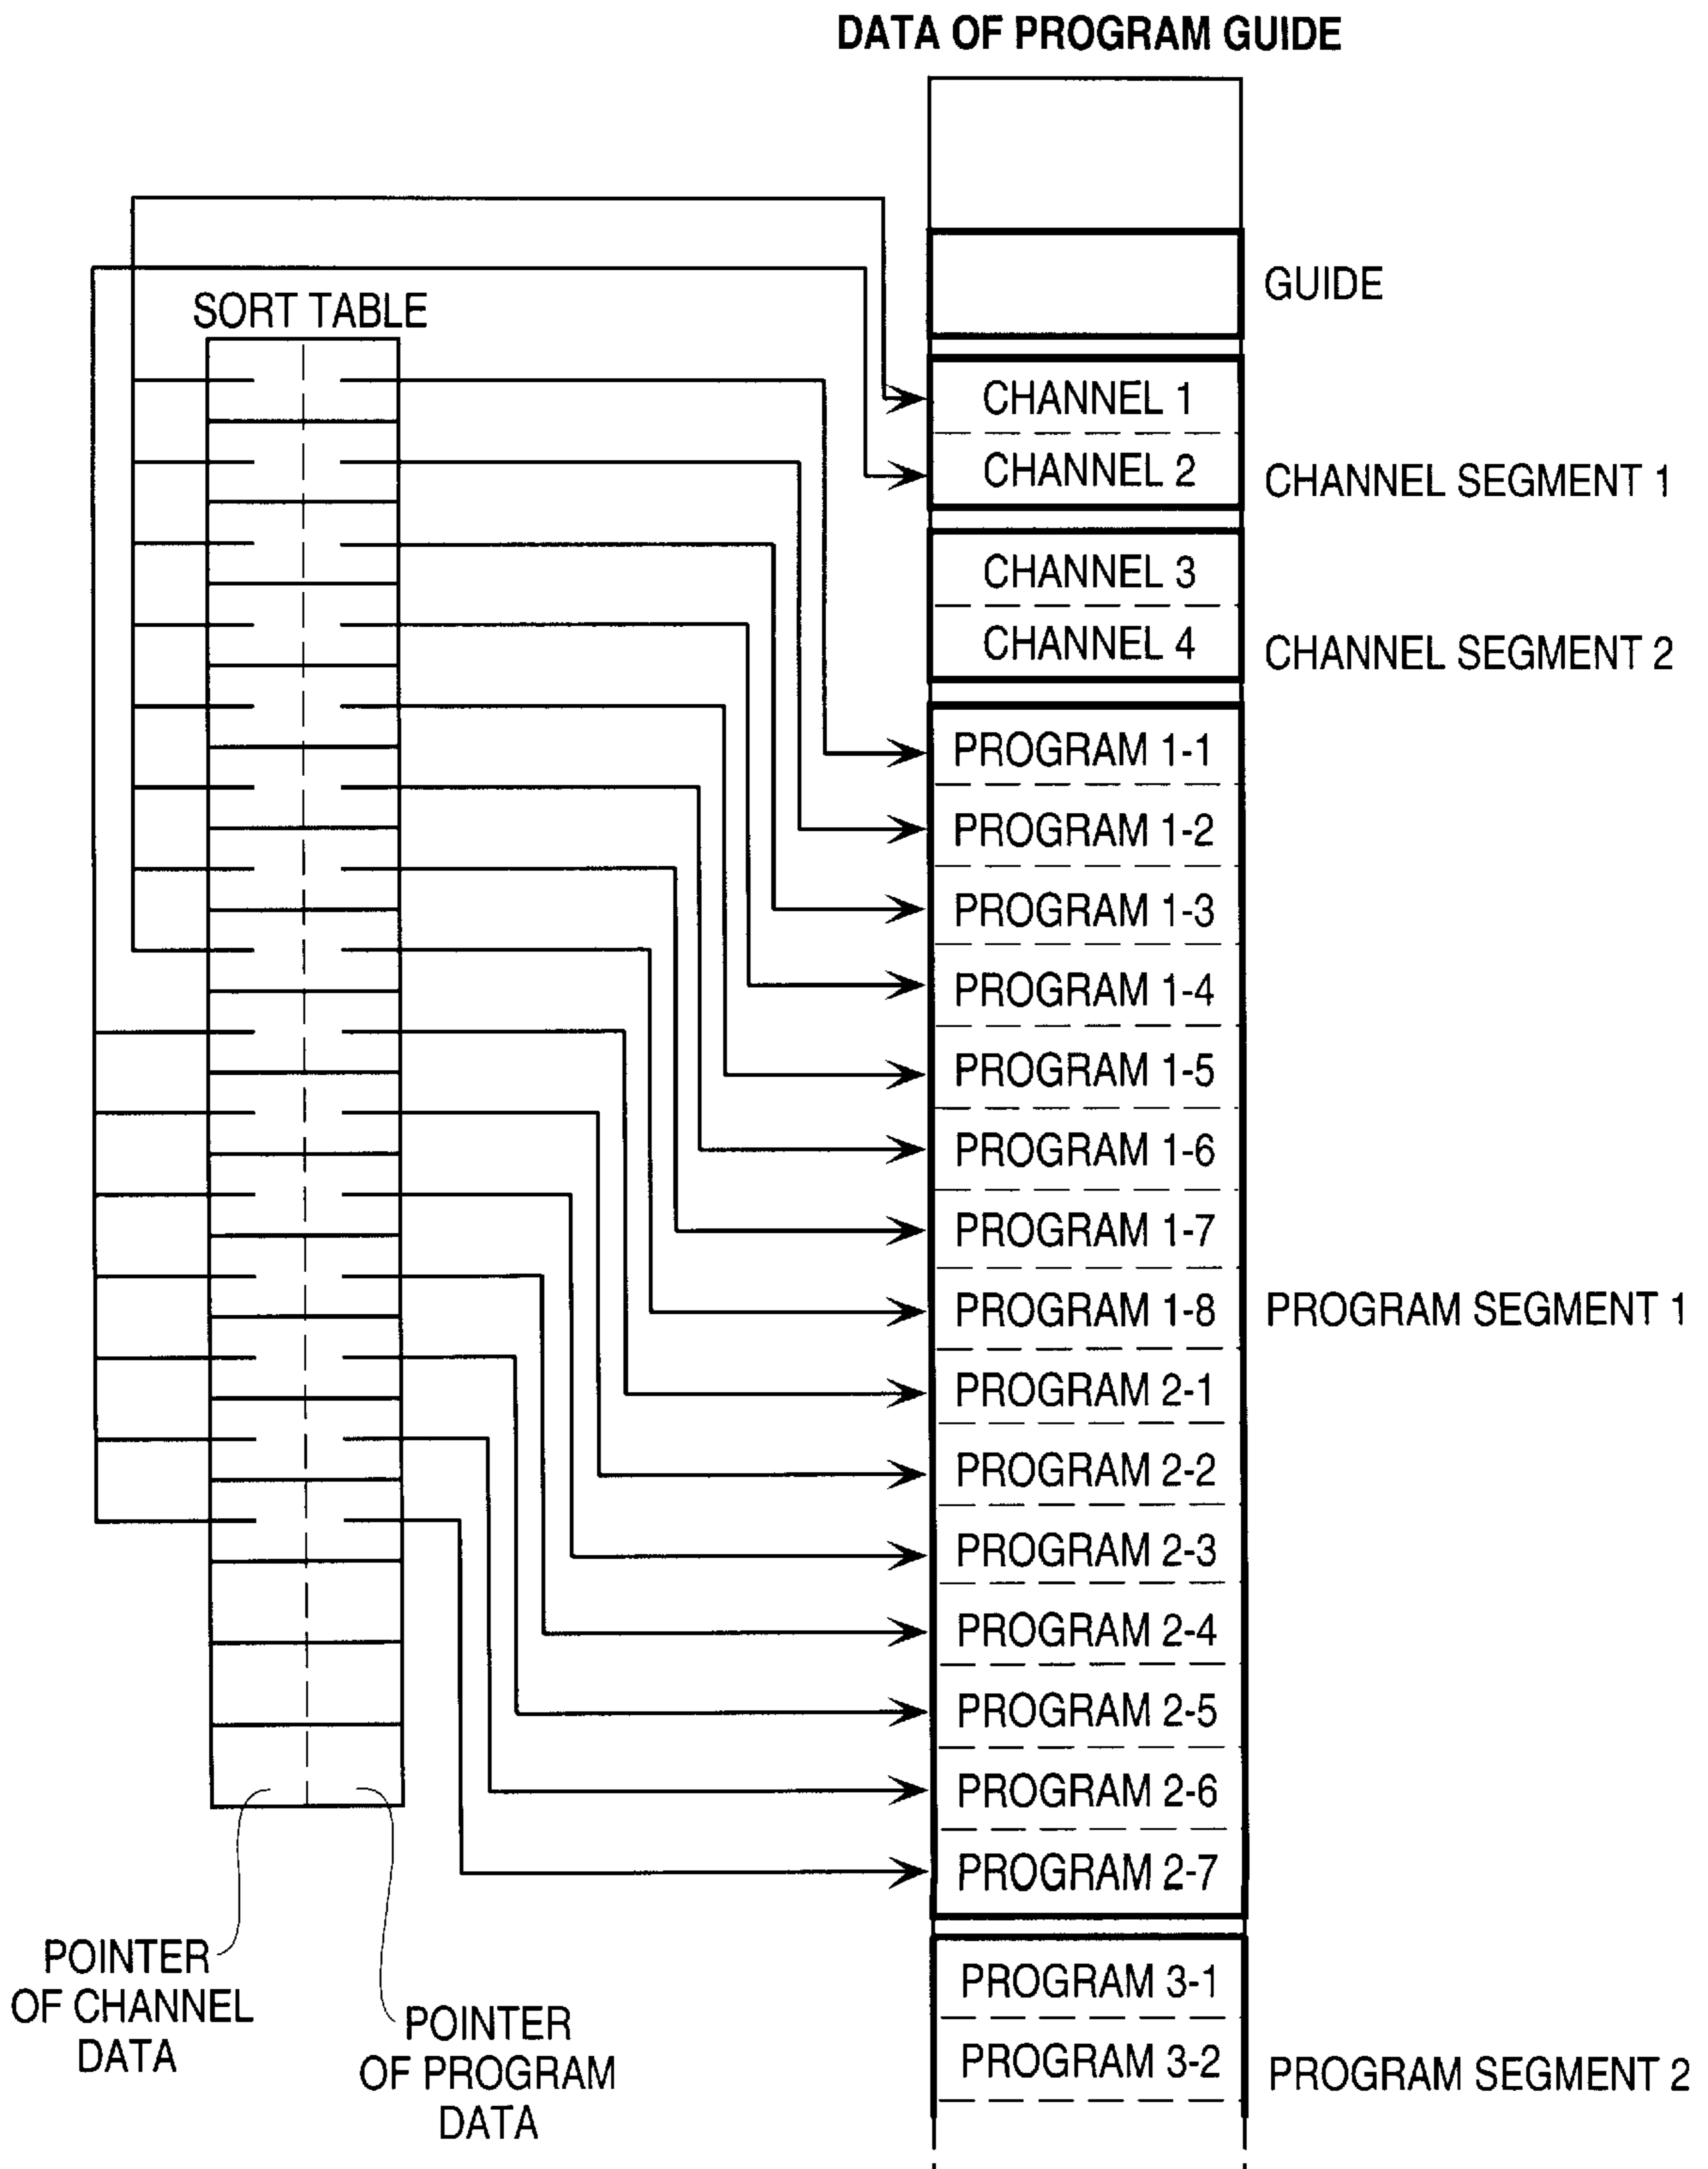 DATA OF PROGRAM GUIDE
GUIDE
SORT TABLE
CHANNEL 1
CHANNEL 2
CHANNEL SEGMENT 1
CHANNEL 3
CHANNEL 4
CHANNEL SEGMENT 2
PROGRAM 1-1
PROGRAM 1-2
PROGRAM 1-3
PROGRAM 1-4
PROGRAM 1-5
PROGRAM 1-6
PROGRAM 1-7
PROGRAM 1-8
PROGRAM SEGMENT 1
PROGRAM 2-1
PROGRAM 2-2
PROGRAM 2-3
PROGRAM 2-4
PROGRAM 2-5
PROGRAM 2-6
PROGRAM 2-7
POINTER
OF CHANNEL
DATA
POINTER
OF PROGRAM
DATA
PROGRAM 3-1
PROGRAM 3-2
PROGRAM SEGMENT 2